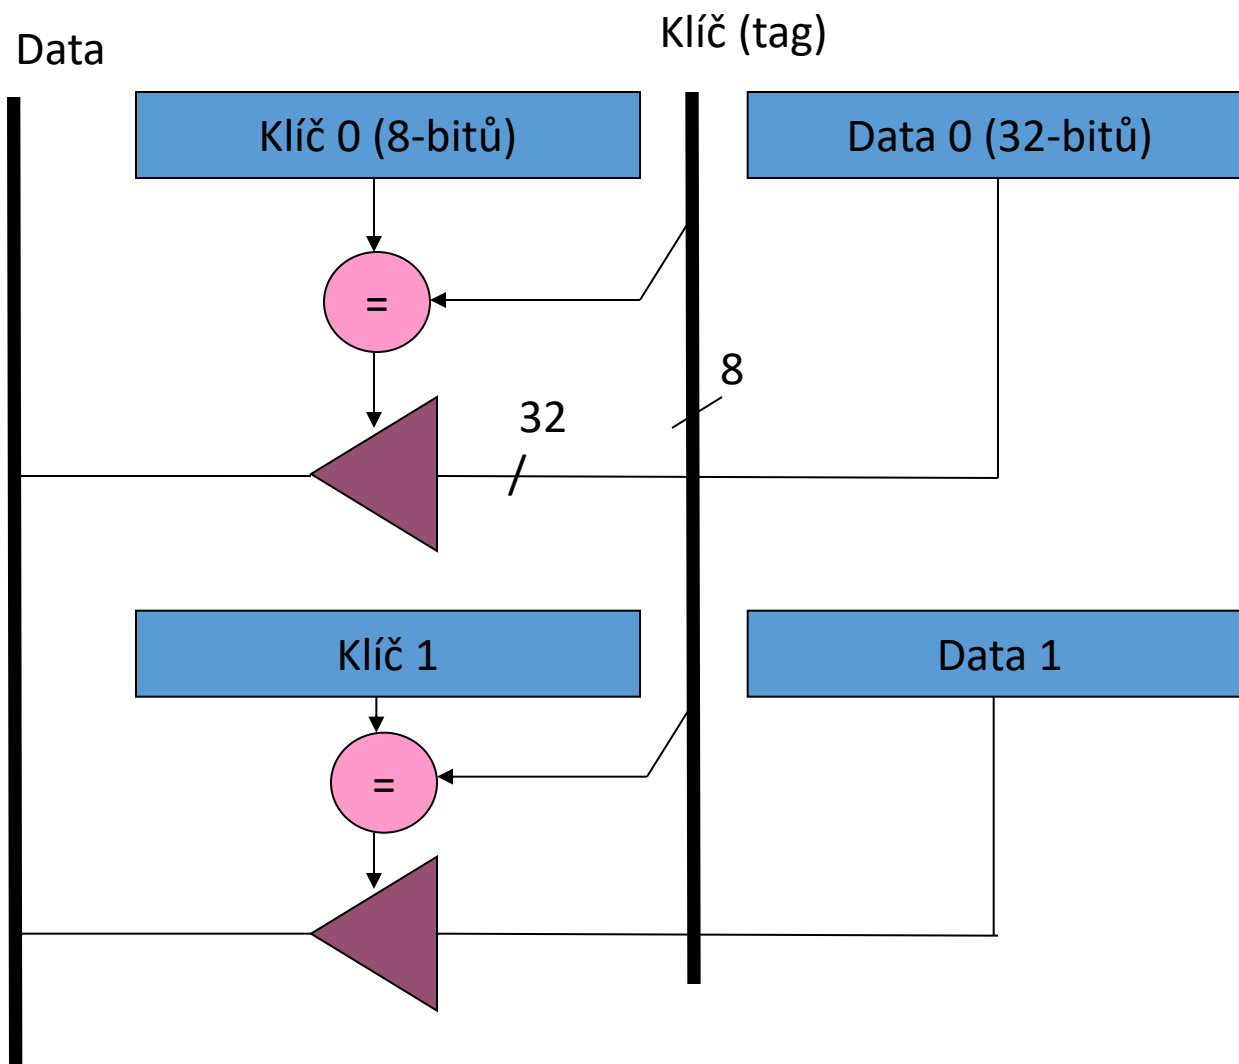 Data
Klíč (tag)
Klíč 0 (8-bitů)
Data 0 (32-bitů)
=
8
32
Klíč 1
Data 1
=